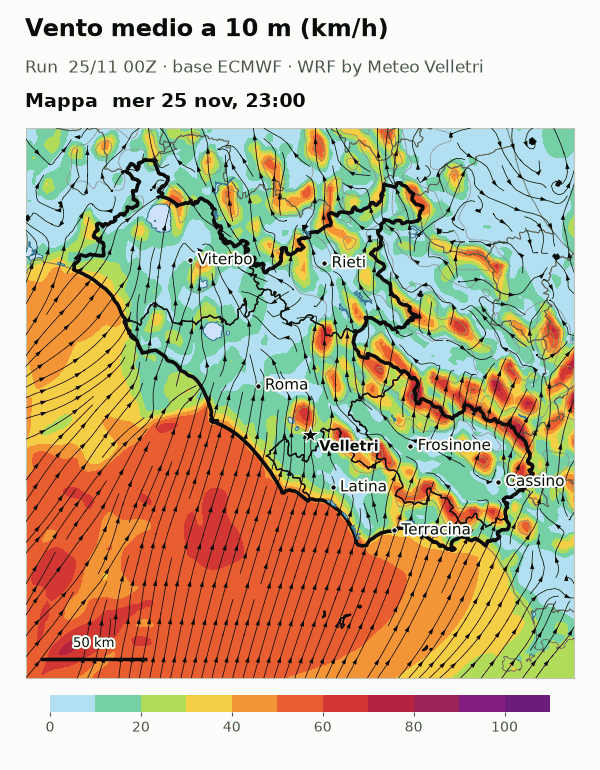 Vento medio a 10 m (km/h)
Run  25/11 00Z · base ECMWF · WRF by Meteo Velletri
Mappa  mer 25 nov, 23:00
Viterbo
Rieti
Roma
Velletri
Frosinone
Cassino
Latina
Terracina
50 km
0 20 40 60 80 100